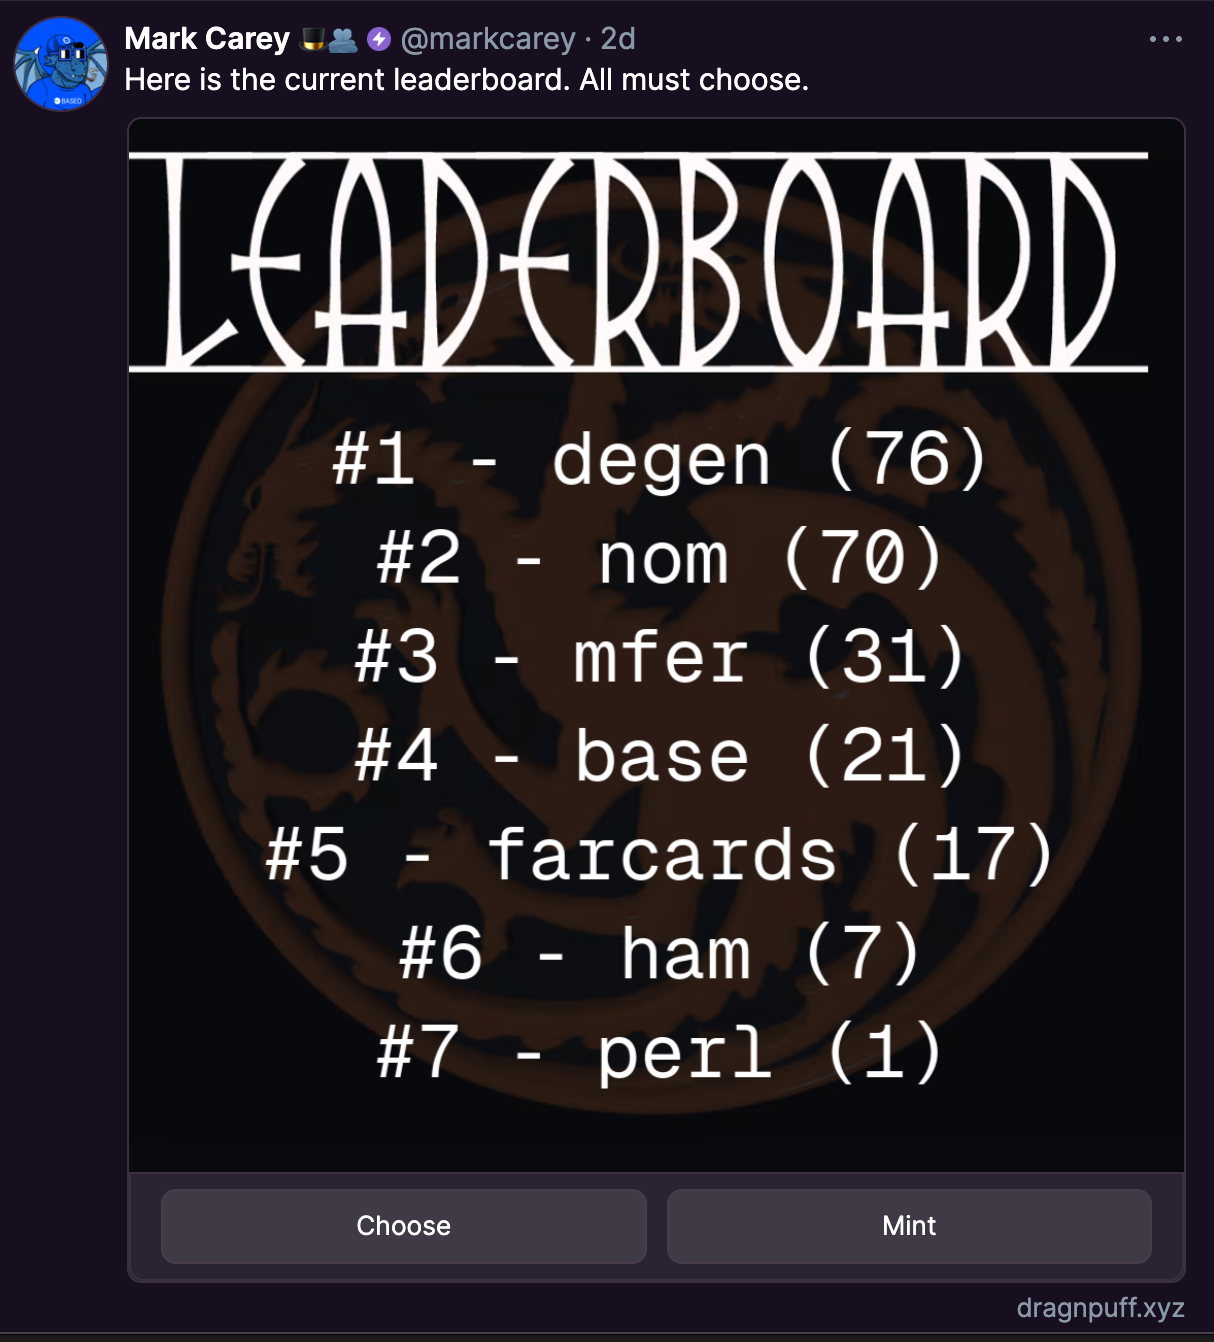 Mark Carey 🎩👥 @markcarey · 2d
Here is the current leaderboard. All must choose.
BASED
LEADERBOARD
#1 - degen (76)
#2 - nom (70)
#3 - mfer (31)
#4 - base (21)
#5 - farcards (17)
#6 - ham (7)
#7 - perl (1)
Choose
Mint
dragnpuff.xyz